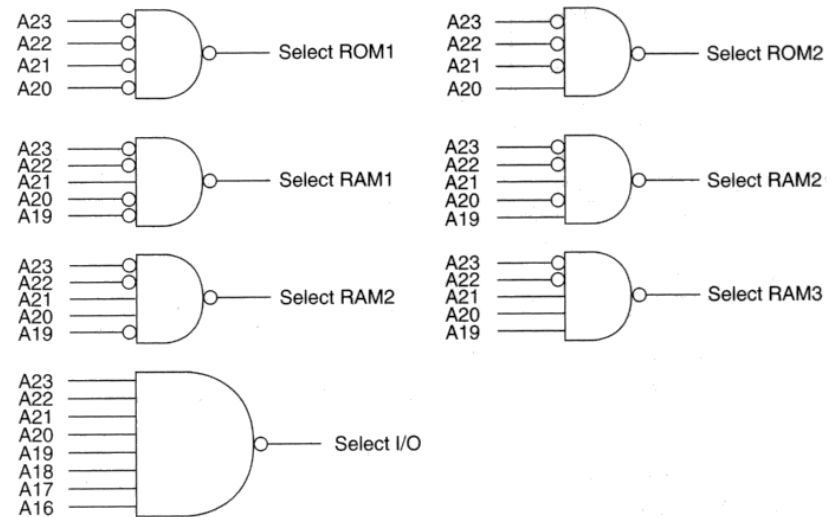 A23
A22
A21
A20
Select ROM1
A23
A22
A21
A20
Select ROM2
A23
A22
A21
A20
A19
Select RAM1
A23
A22
A21
A20
A19
Select RAM2
A23
A22
A21
A20
A19
Select RAM2
A23
A22
A21
A20
A19
Select RAM3
A23
A22
A21
A20
A19
A18
A17
A16
Select I/O